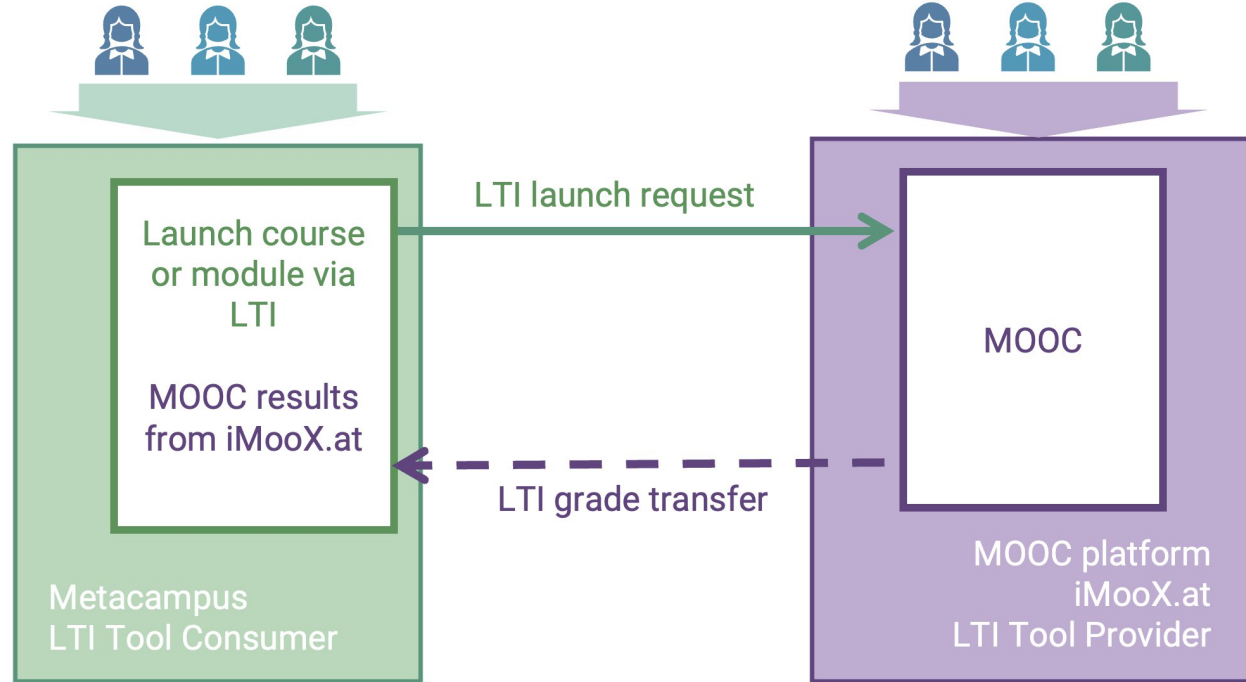 Launch course
or module via
LTI
MOOC results
from iMooX.at
Metacampus
LTI Tool Consumer
LTI launch request
LTI grade transfer
MOOC
MOOC platform
iMooX.at
LTI Tool Provider